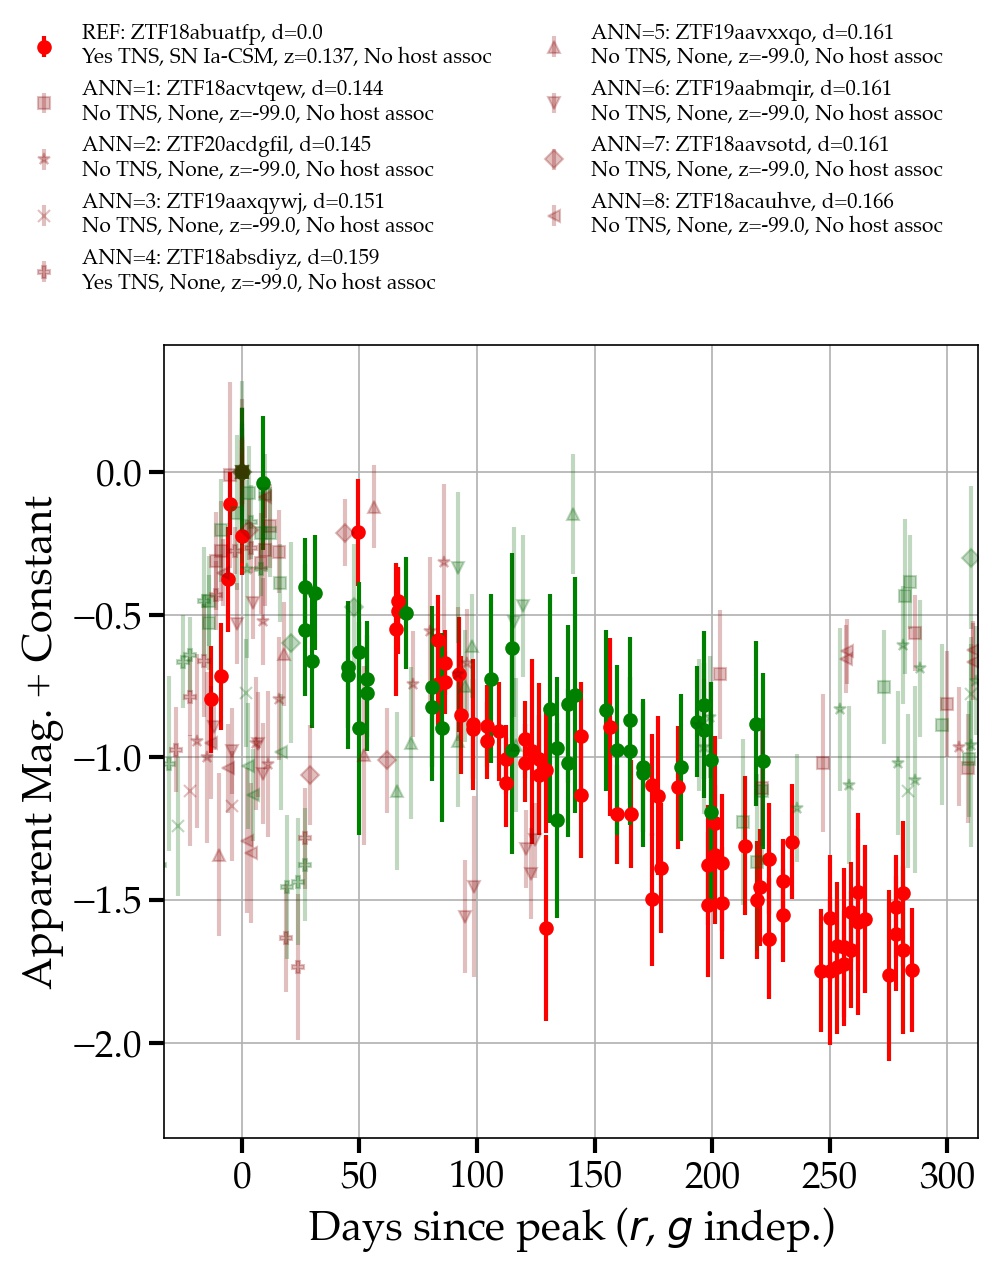 REF: ZTF18abuatfp, d=0.0
Yes TNS, SN Ia-CSM, z=0.137, No host assoc
ANN=1: ZTF18acvtqew, d=0.144
No TNS, None, z=-99.0, No host assoc
ANN=2: ZTF20acdgfil, d=0.145
No TNS, None, z=-99.0, No host assoc
ANN=3: ZTF19aaxqywj, d=0.151
No TNS, None, z=-99.0, No host assoc
ANN=4: ZTF18absdiyz, d=0.159
Yes TNS, None, z=-99.0, No host assoc
ANN=5: ZTF19aavxxqo, d=0.161
No TNS, None, z=-99.0, No host assoc
ANN=6: ZTF19aabmqir, d=0.161
No TNS, None, z=-99.0, No host assoc
ANN=7: ZTF18aavsotd, d=0.161
No TNS, None, z=-99.0, No host assoc
ANN=8: ZTF18acauhve, d=0.166
No TNS, None, z=-99.0, No host assoc
Apparent Mag. + Constant
0.0
−0.5
−1.0
−1.5
−2.0
0 50 100 150 200 250 300
Days since peak (r, g indep.)